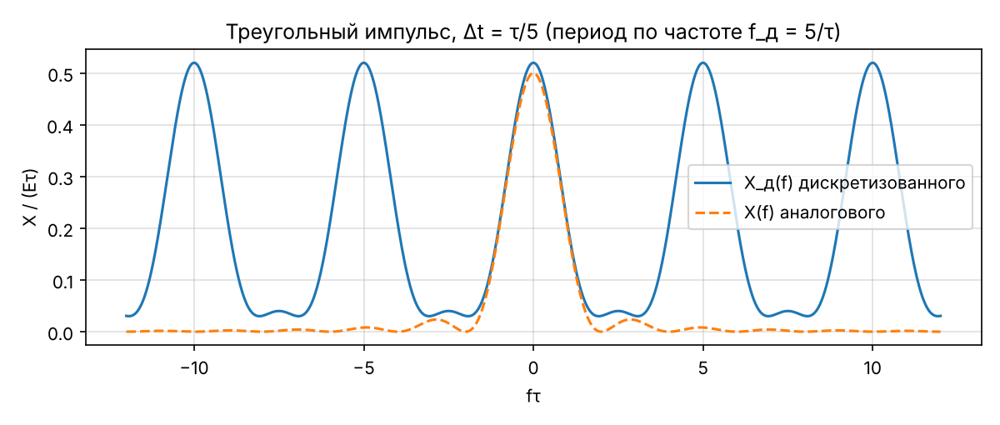 Треугольный импульс, Δt = τ/5 (период по частоте f_д = 5/τ)
X / (Eτ)
0.5
0.4
0.3
0.2
0.1
0.0
X_д(f) дискретизованного
X(f) аналогового
−10
−5
0
5
10
fτ